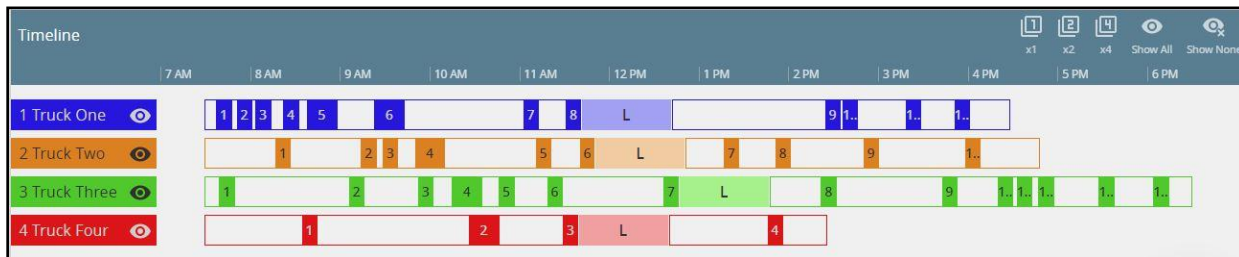 Timeline
x1 x2 x4 Show All Show None
7 AM 8 AM 9 AM 10 AM 11 AM 12 PM 1 PM 2 PM 3 PM 4 PM 5 PM 6 PM
1 Truck One 1 2 3 4 5 6 7 8 L 9 1.. 1.. 1..
2 Truck Two 1 2 3 4 5 6 L 7 8 9 1..
3 Truck Three 1 2 3 4 5 6 7 L 8 9 1.. 1.. 1.. 1.. 1..
4 Truck Four 1 2 3 L 4